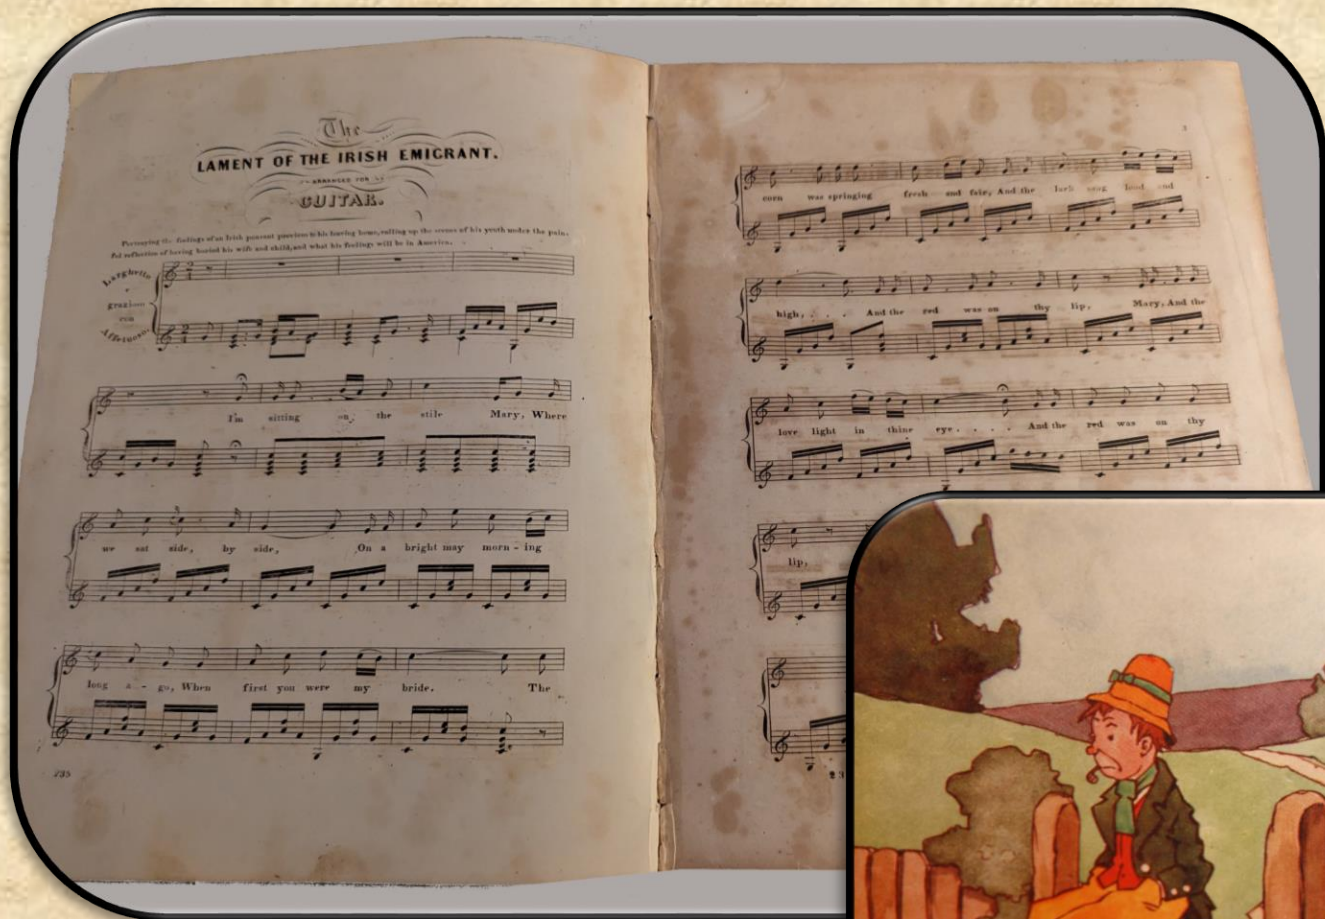 The
LAMENT OF THE IRISH EMIGRANT.
ARRANGED FOR
GUITAR.
Portraying the feelings of an Irish peasant previous to his leaving home, calling up the scenes of his youth under the pain-
ful reflection of having buried his wife and child, and what his feelings will be in America.
Larghetto
e
grazioso
con
Affetuoso.
I'm sitting on the stile Mary, Where
we sat side, by side, On a bright may morn - ing
long a - go, When first you were my bride. The
235
3
corn was springing fresh and fair, And the lark sang loud and
high, . . . And the red was on thy lip, Mary, And the
love light in thine eye. . . . . And the red was on thy
lip,
23